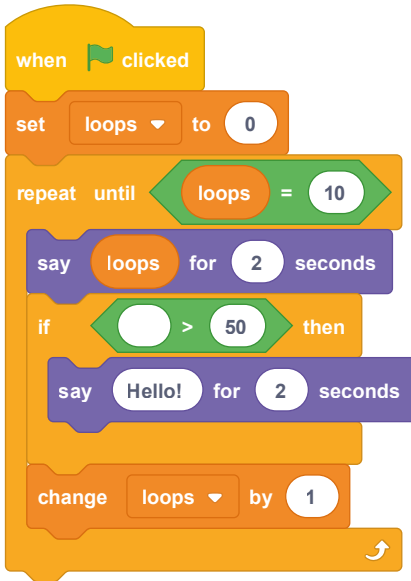 when clicked
set loops to 0
repeat until loops = 10
say loops for 2 seconds
if > 50 then
say Hello! for 2 seconds
change loops by 1